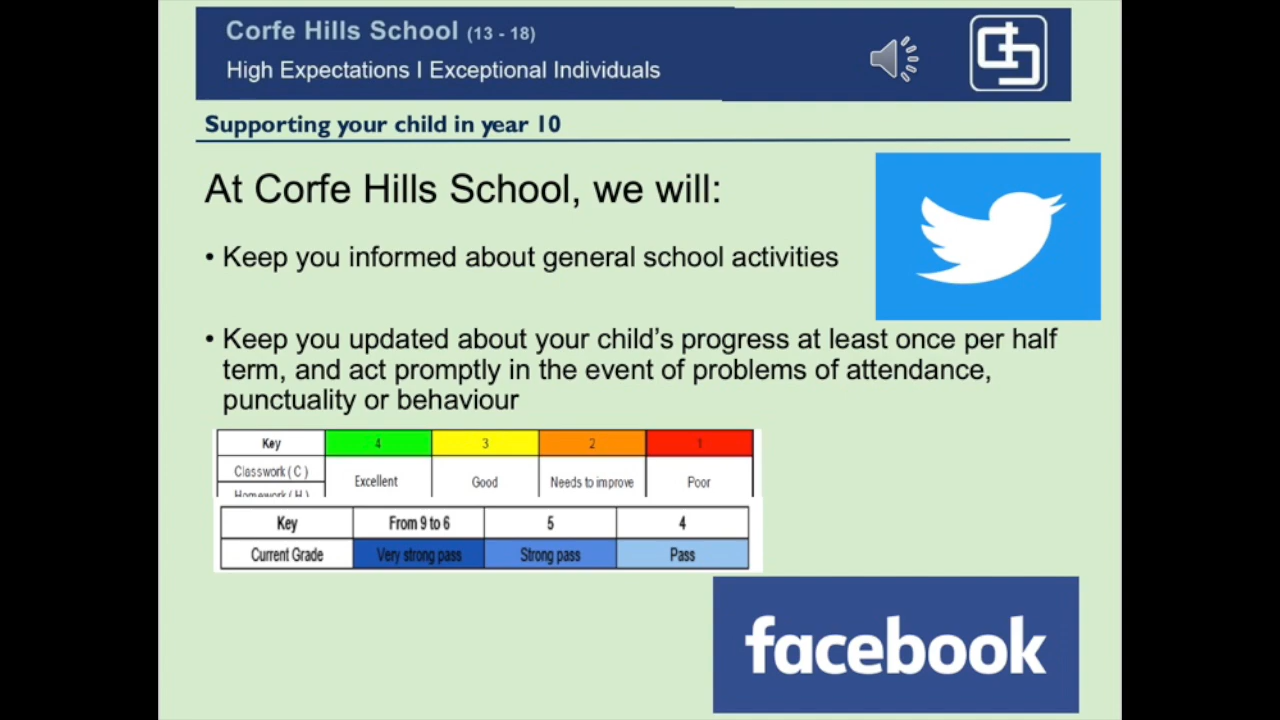 Corfe Hills School (13 - 18)
High Expectations I Exceptional Individuals
Supporting your child in year 10
At Corfe Hills School, we will:
• Keep you informed about general school activities
• Keep you updated about your child’s progress at least once per half
term, and act promptly in the event of problems of attendance,
punctuality or behaviour
Key 4 3 2 1
Classwork ( C )
Excellent Good Needs to improve Poor
Homework ( H )
Key From 9 to 6 5 4
Current Grade Very strong pass Strong pass Pass
facebook